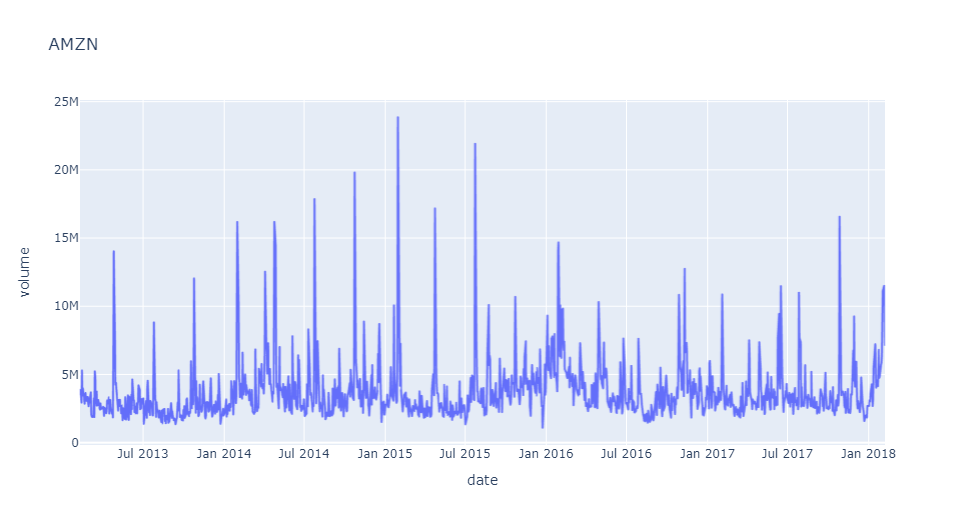 AMZN
25M
20M
15M
10M
5M
0
volume
Jul 2013
Jan 2014
Jul 2014
Jan 2015
Jul 2015
Jan 2016
Jul 2016
Jan 2017
Jul 2017
Jan 2018
date